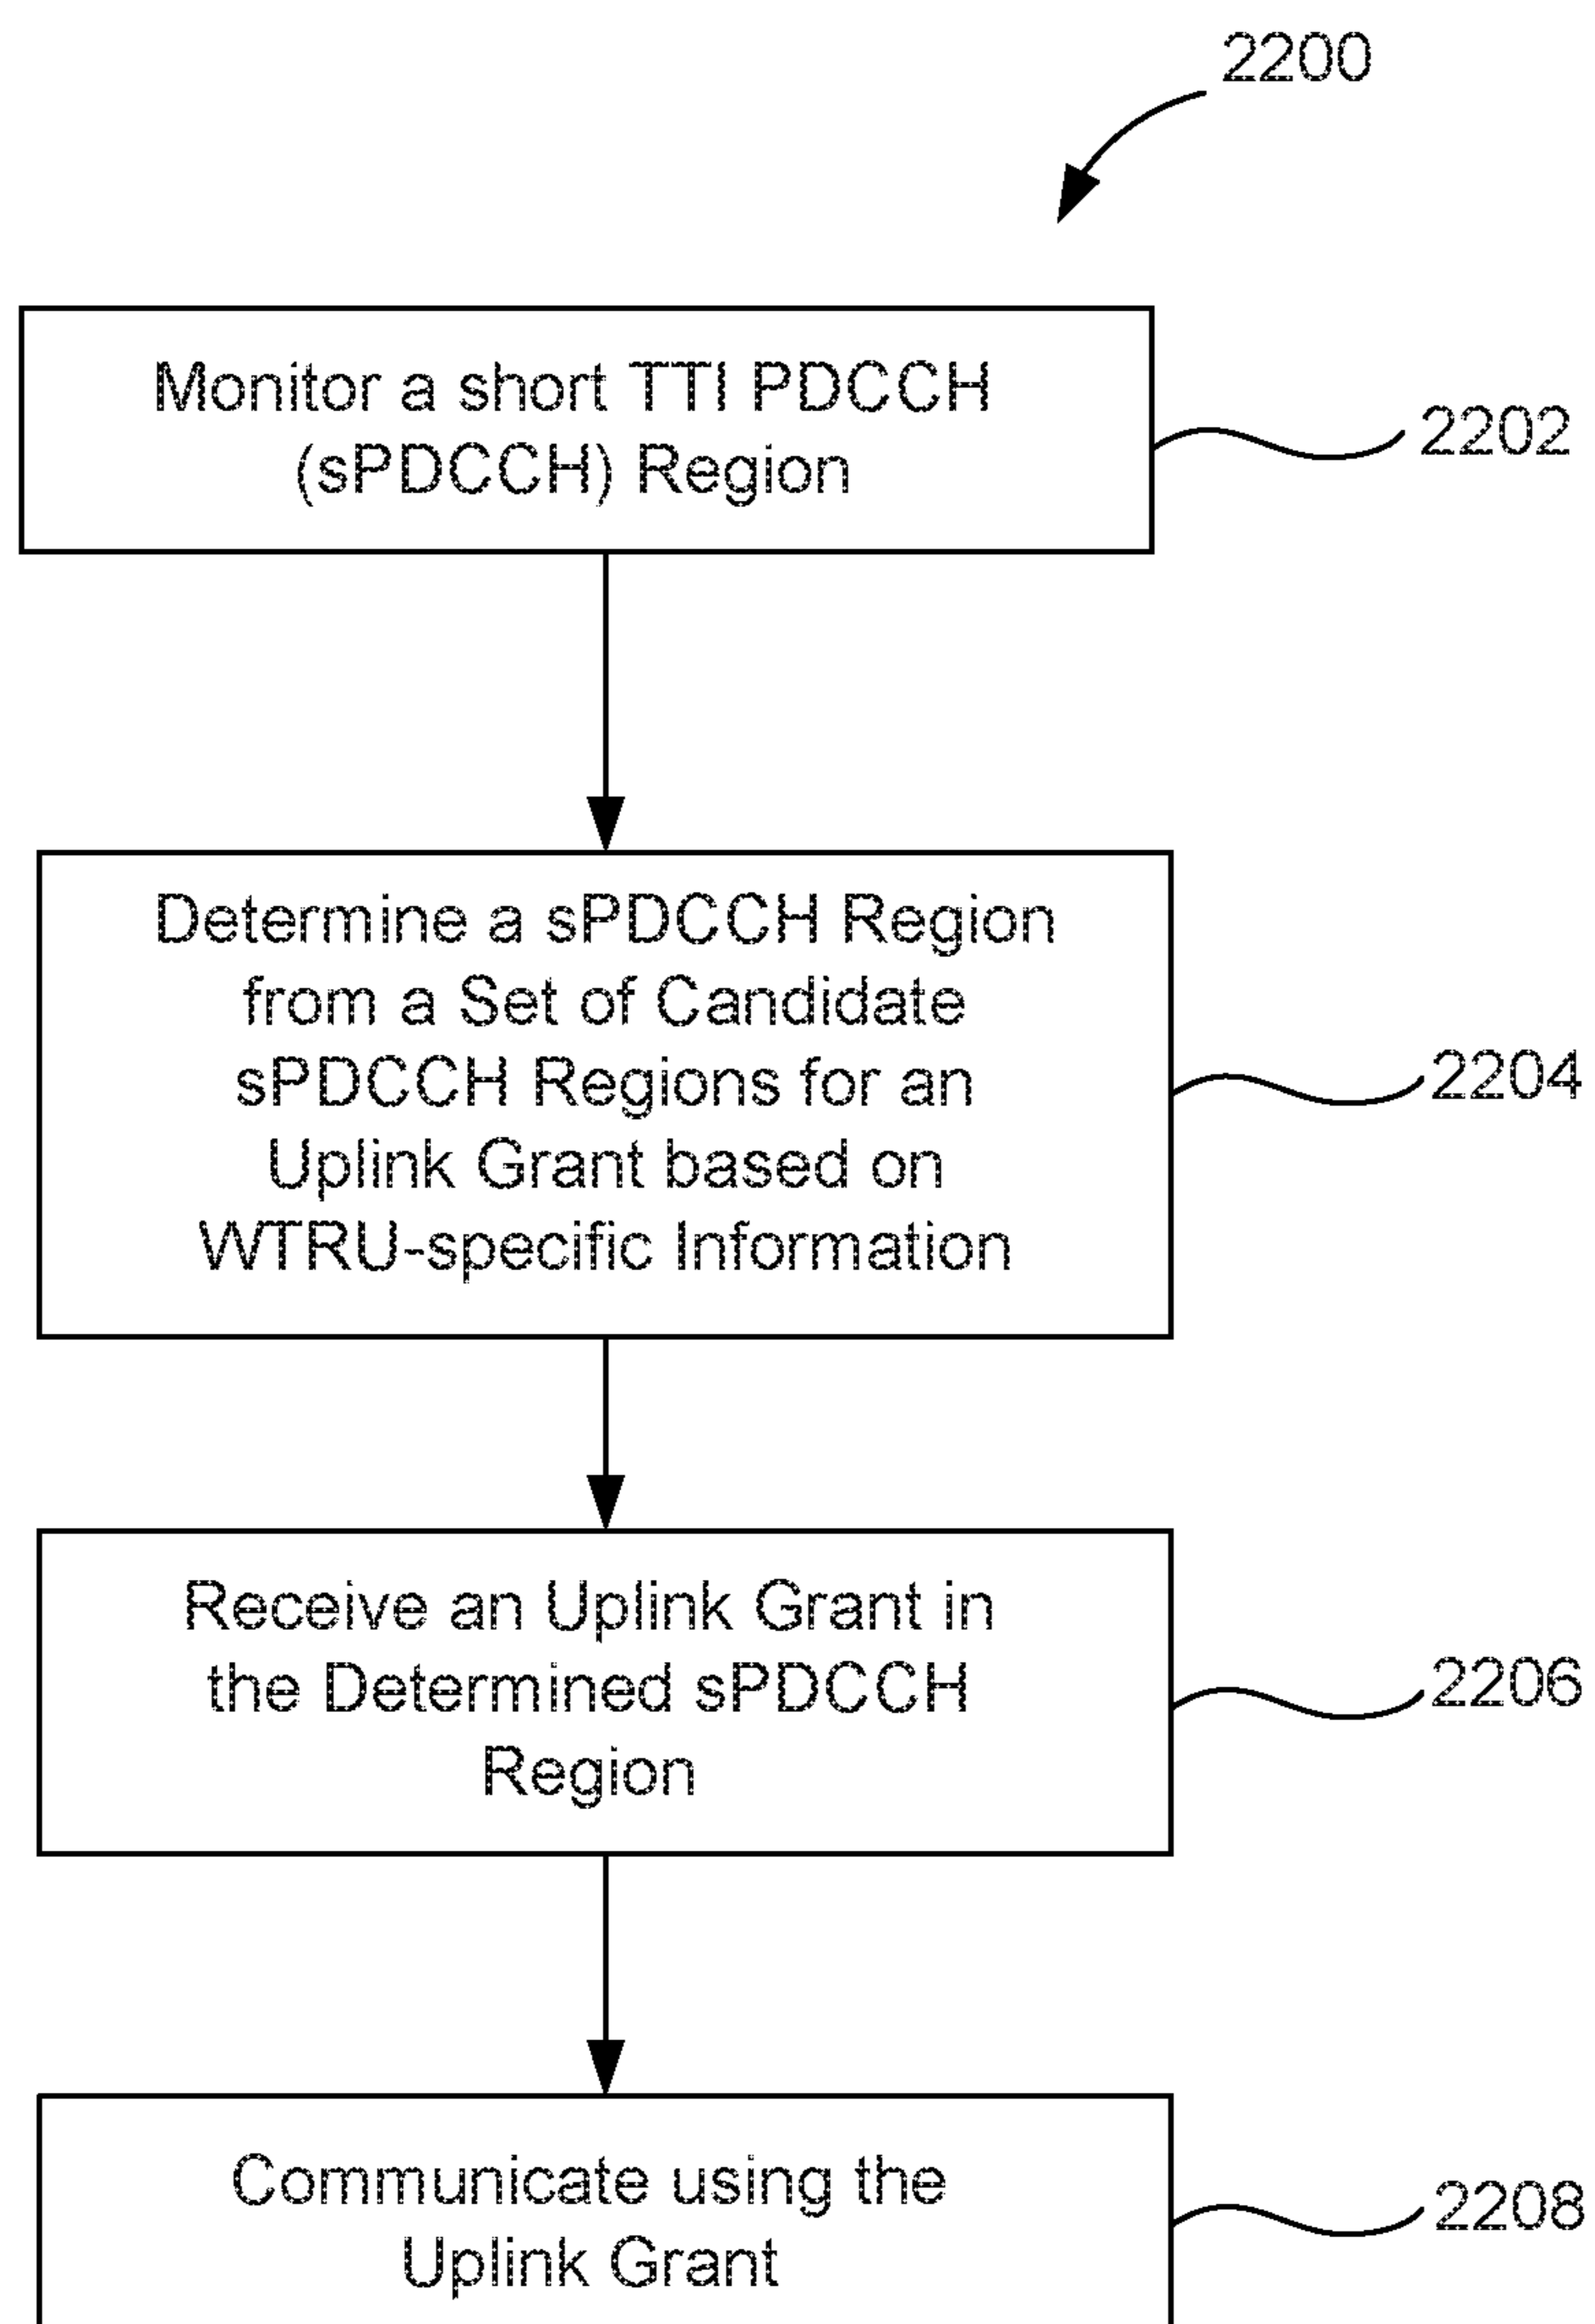 2200
Monitor a short TTI PDCCH
(sPDCCH) Region
2202
Determine a sPDCCH Region
from a Set of Candidate
sPDCCH Regions for an
Uplink Grant based on
WTRU-specific Information
2204
Receive an Uplink Grant in
the Determined sPDCCH
Region
2206
Communicate using the
Uplink Grant
2208